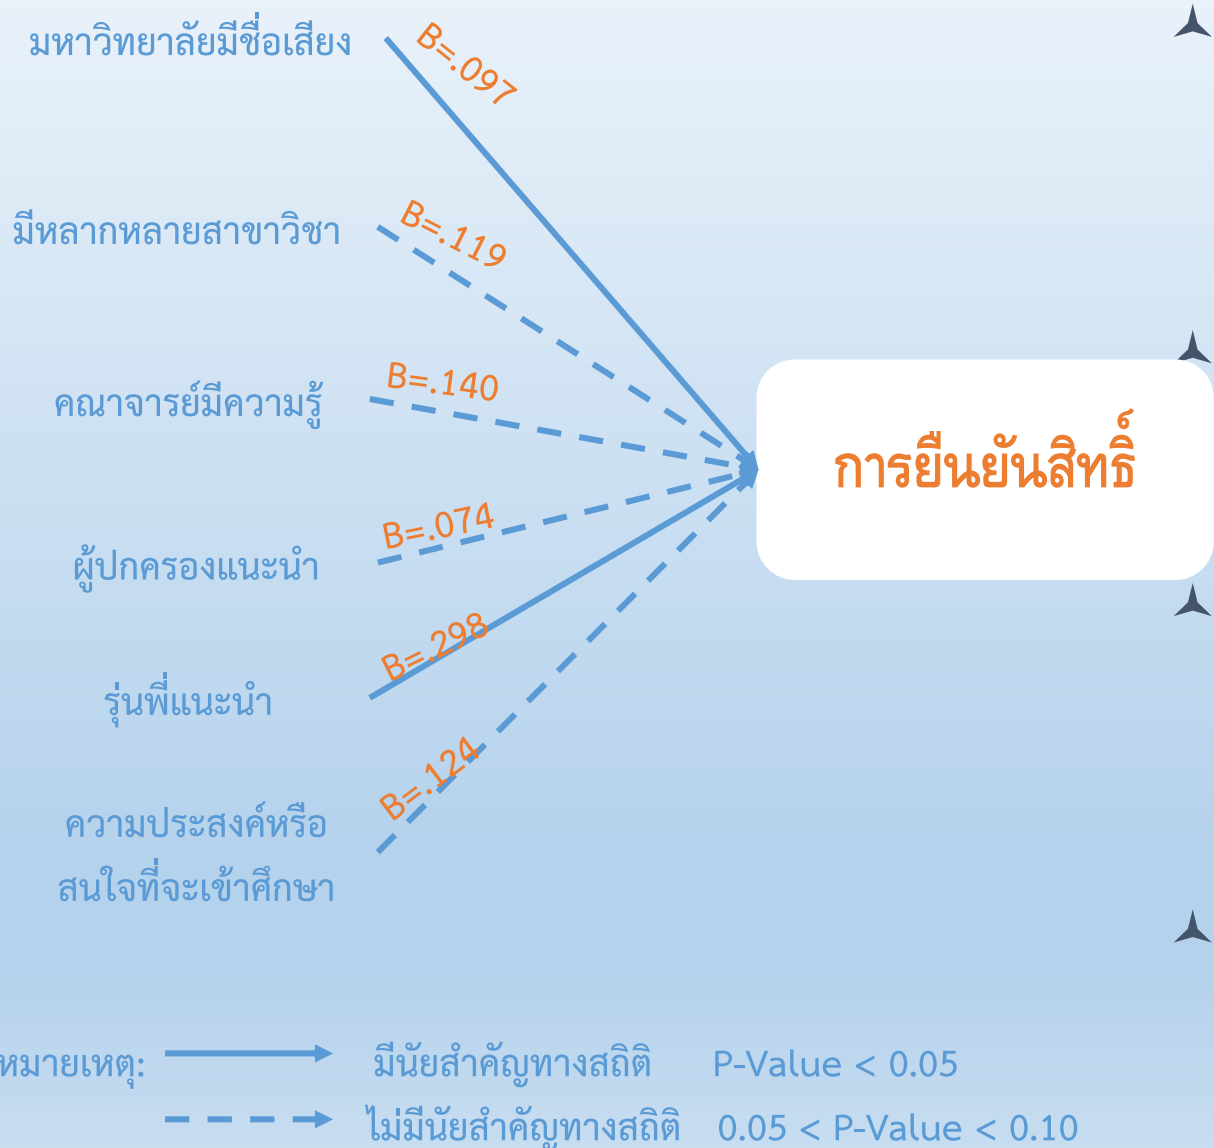 มหาวิทยาลัยมีชื่อเสียง
B=.097
มีหลากหลายสาขาวิชา
B=.119
คณาจารย์มีความรู้
B=.140
การยืนยันสิทธิ์
ผู้ปกครองแนะนำ
B=.074
รุ่นพี่แนะนำ
B=.298
ความประสงค์หรือ
สนใจที่จะเข้าศึกษา
B=.124
หมายเหตุ: มีนัยสำคัญทางสถิติ P-Value < 0.05
ไม่มีนัยสำคัญทางสถิติ 0.05 < P-Value < 0.10